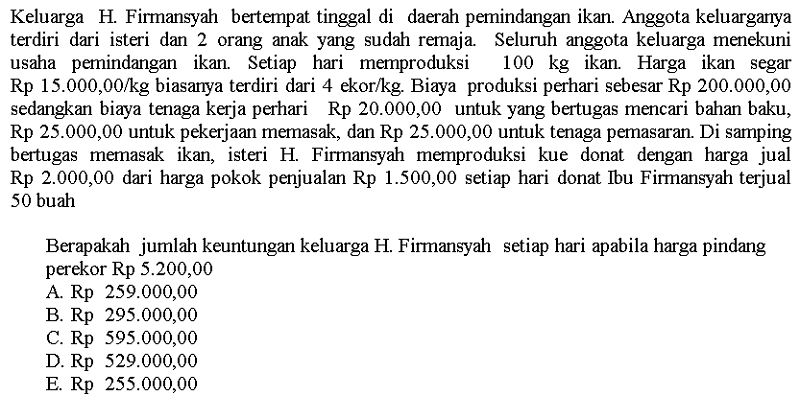 Keluarga H. Firmansyah bertempat tinggal di daerah pemindangan ikan. Anggota keluarganya
terdiri dari isteri dan 2 orang anak yang sudah remaja. Seluruh anggota keluarga menekuni
usaha pemindangan ikan. Setiap hari memproduksi 100 kg ikan. Harga ikan segar
Rp 15.000,00/kg biasanya terdiri dari 4 ekor/kg. Biaya produksi perhari sebesar Rp 200.000,00
sedangkan biaya tenaga kerja perhari Rp 20.000,00 untuk yang bertugas mencari bahan baku,
Rp 25.000,00 untuk pekerjaan memasak, dan Rp 25.000,00 untuk tenaga pemasaran. Di samping
bertugas memasak ikan, isteri H. Firmansyah memproduksi kue donat dengan harga jual
Rp 2.000,00 dari harga pokok penjualan Rp 1.500,00 setiap hari donat Ibu Firmansyah terjual
50 buah
Berapakah jumlah keuntungan keluarga H. Firmansyah setiap hari apabila harga pindang
perekor Rp 5.200,00
A. Rp 259.000,00
B. Rp 295.000,00
C. Rp 595.000,00
D. Rp 529.000,00
E. Rp 255.000,00